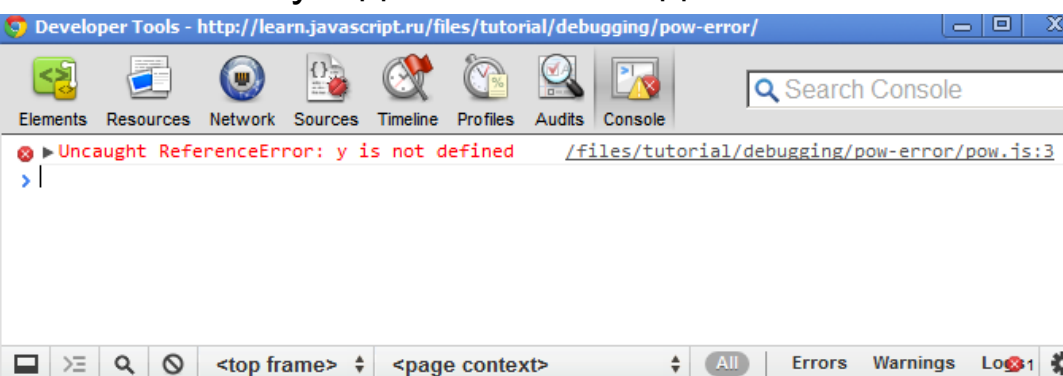 Developer Tools - http://learn.javascript.ru/files/tutorial/debugging/pow-error/
Elements Resources Network Sources Timeline Profiles Audits Console
Search Console
Uncaught ReferenceError: y is not defined /files/tutorial/debugging/pow-error/pow.js:3
<top frame> <page context> All Errors Warnings Logs 1